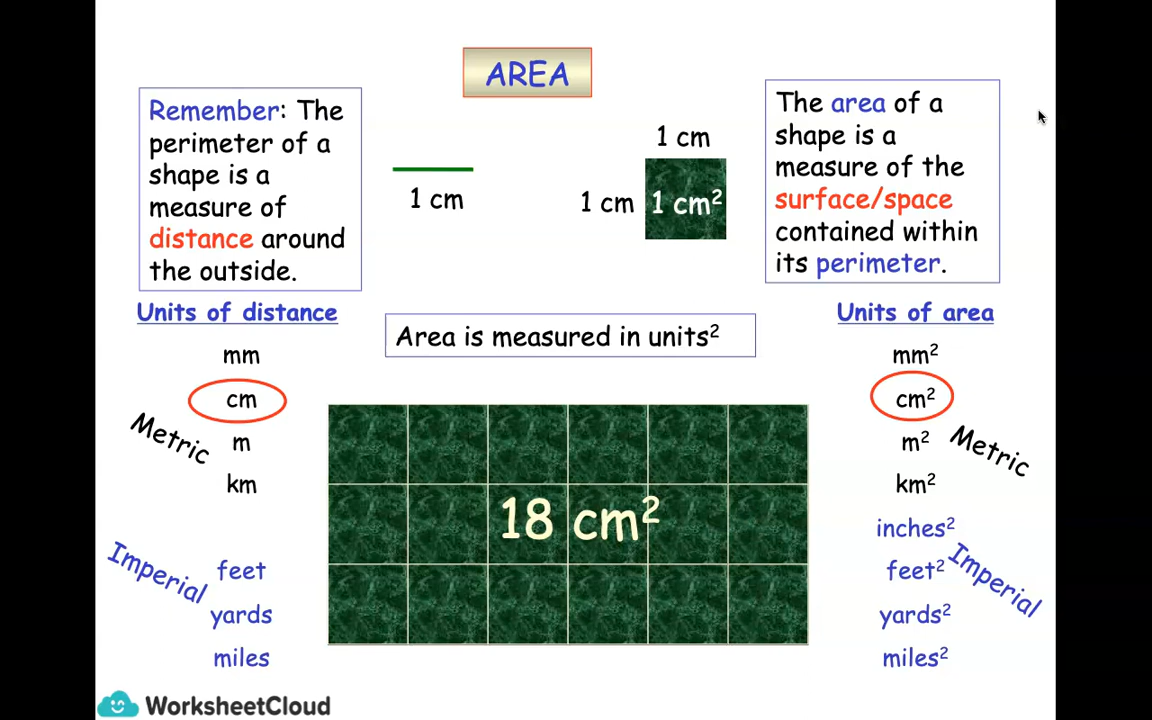 AREA
Remember: The
perimeter of a
shape is a
measure of
distance around
the outside.
1 cm
1 cm
1 cm
1 cm²
The area of a
shape is a
measure of the
surface/space
contained within
its perimeter.
Units of distance
mm
cm
m
km
Metric
feet
yards
miles
Imperial
Area is measured in units²
18 cm²
Units of area
mm²
cm²
m²
km²
Metric
inches²
feet²
yards²
miles²
Imperial
WorksheetCloud